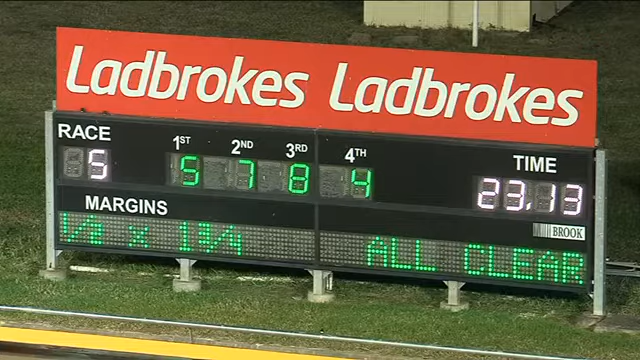 Ladbrokes Ladbrokes
RACE 1ST 2ND 3RD 4TH TIME
5 5 7 8 4 23.13
MARGINS BROOK
1/2 x 1 3/4 ALL CLEAR